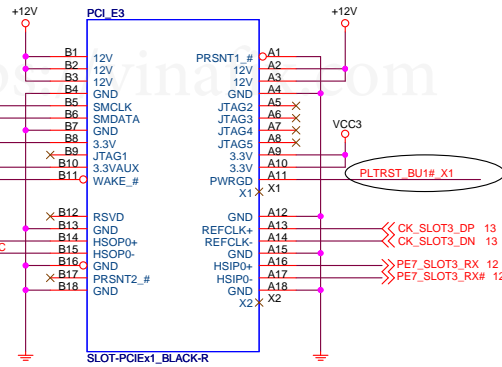 +12V PCI_E3 +12V
B1 12V PRSNT1_# A1
B2 12V 12V A2
B3 12V 12V A3
B4 GND GND A4
B5 SMCLK JTAG2 A5
B6 SMDATA JTAG3 A6
B7 GND JTAG4 A7
B8 3.3V JTAG5 A8 VCC3
B9 JTAG1 3.3V A9
B10 3.3VAUX 3.3V A10
B11 WAKE_# PWRGD A11 PLTRST_BU1#_X1
X1 X1
B12 RSVD GND A12
B13 GND REFCLK+ A13 CK_SLOT3_DP 13
B14 HSOP0+ REFCLK- A14 CK_SLOT3_DN 13
C B15 HSOP0- GND A15
B16 GND HSIP0+ A16 PE7_SLOT3_RX 12
B17 PRSNT2_# HSIP0- A17 PE7_SLOT3_RX# 12
B18 GND GND A18
X2 X2
SLOT-PCIEx1_BLACK-R